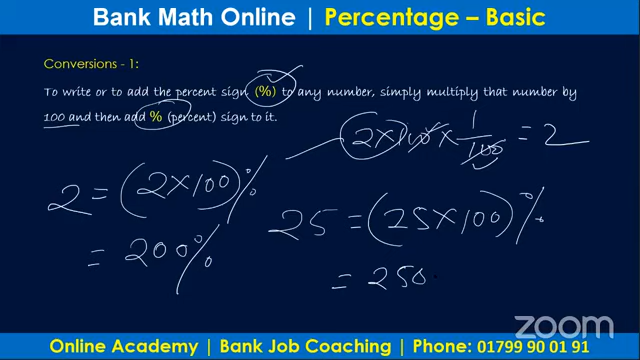 Bank Math Online | Percentage – Basic
Conversions - 1:
To write or to add the percent sign (%) to any number, simply multiply that number by
100 and then add % (percent) sign to it.
2 × 100 × 1/100 = 2
2 = (2 × 100)%
= 200%
25 = (25 × 100)%
= 250
zoom
Online Academy | Bank Job Coaching | Phone: 01799 90 01 91